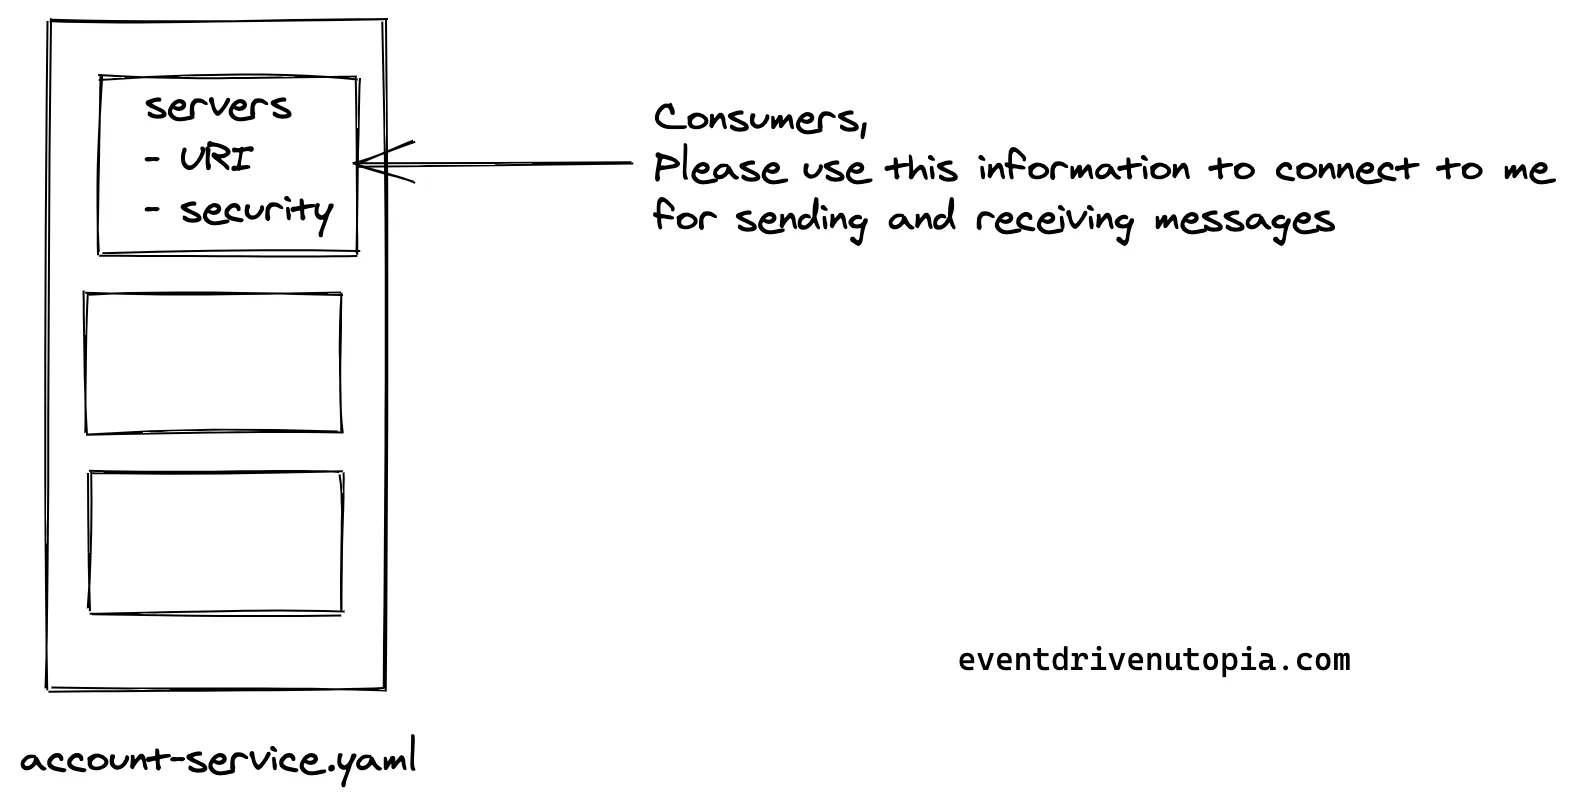 servers
- URI
- security
Consumers,
Please use this information to connect to me
for sending and receiving messages
eventdrivenutopia.com
account-service.yaml